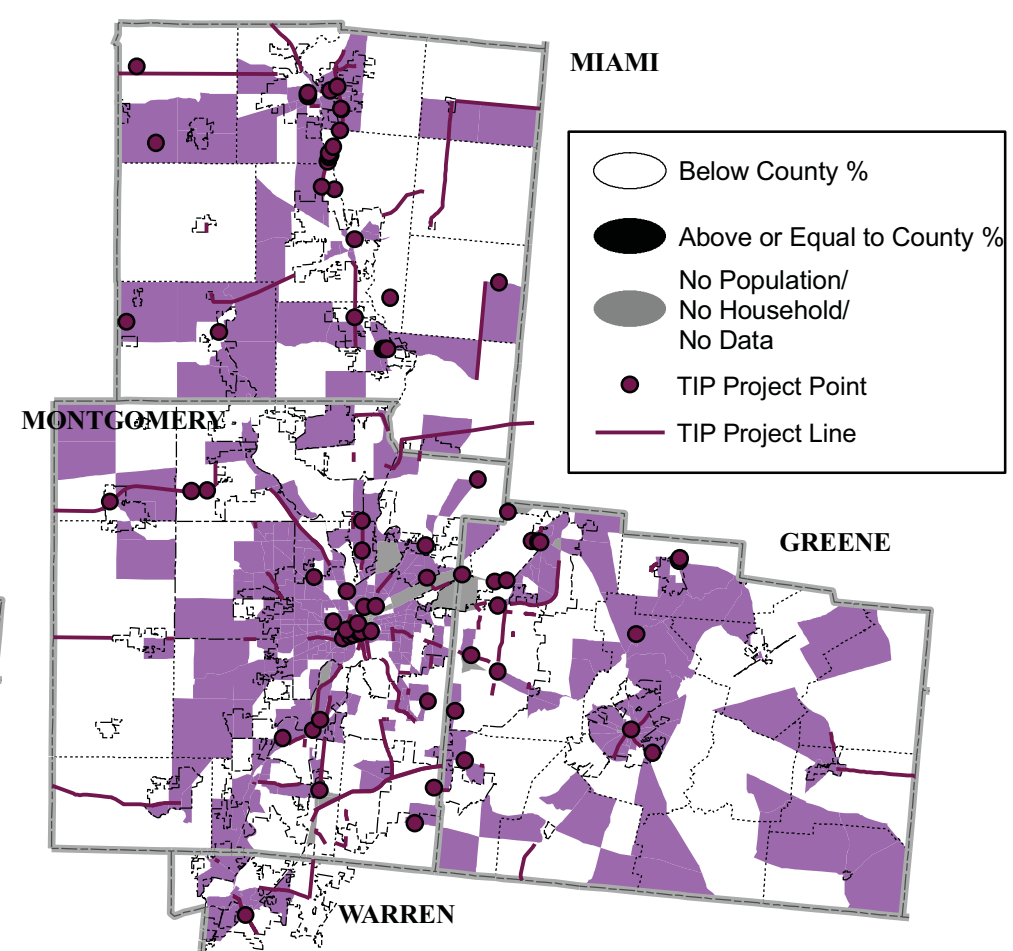 MIAMI
Below County %
Above or Equal to County %
No Population/
No Household/
No Data
TIP Project Point
TIP Project Line
MONTGOMERY
GREENE
WARREN